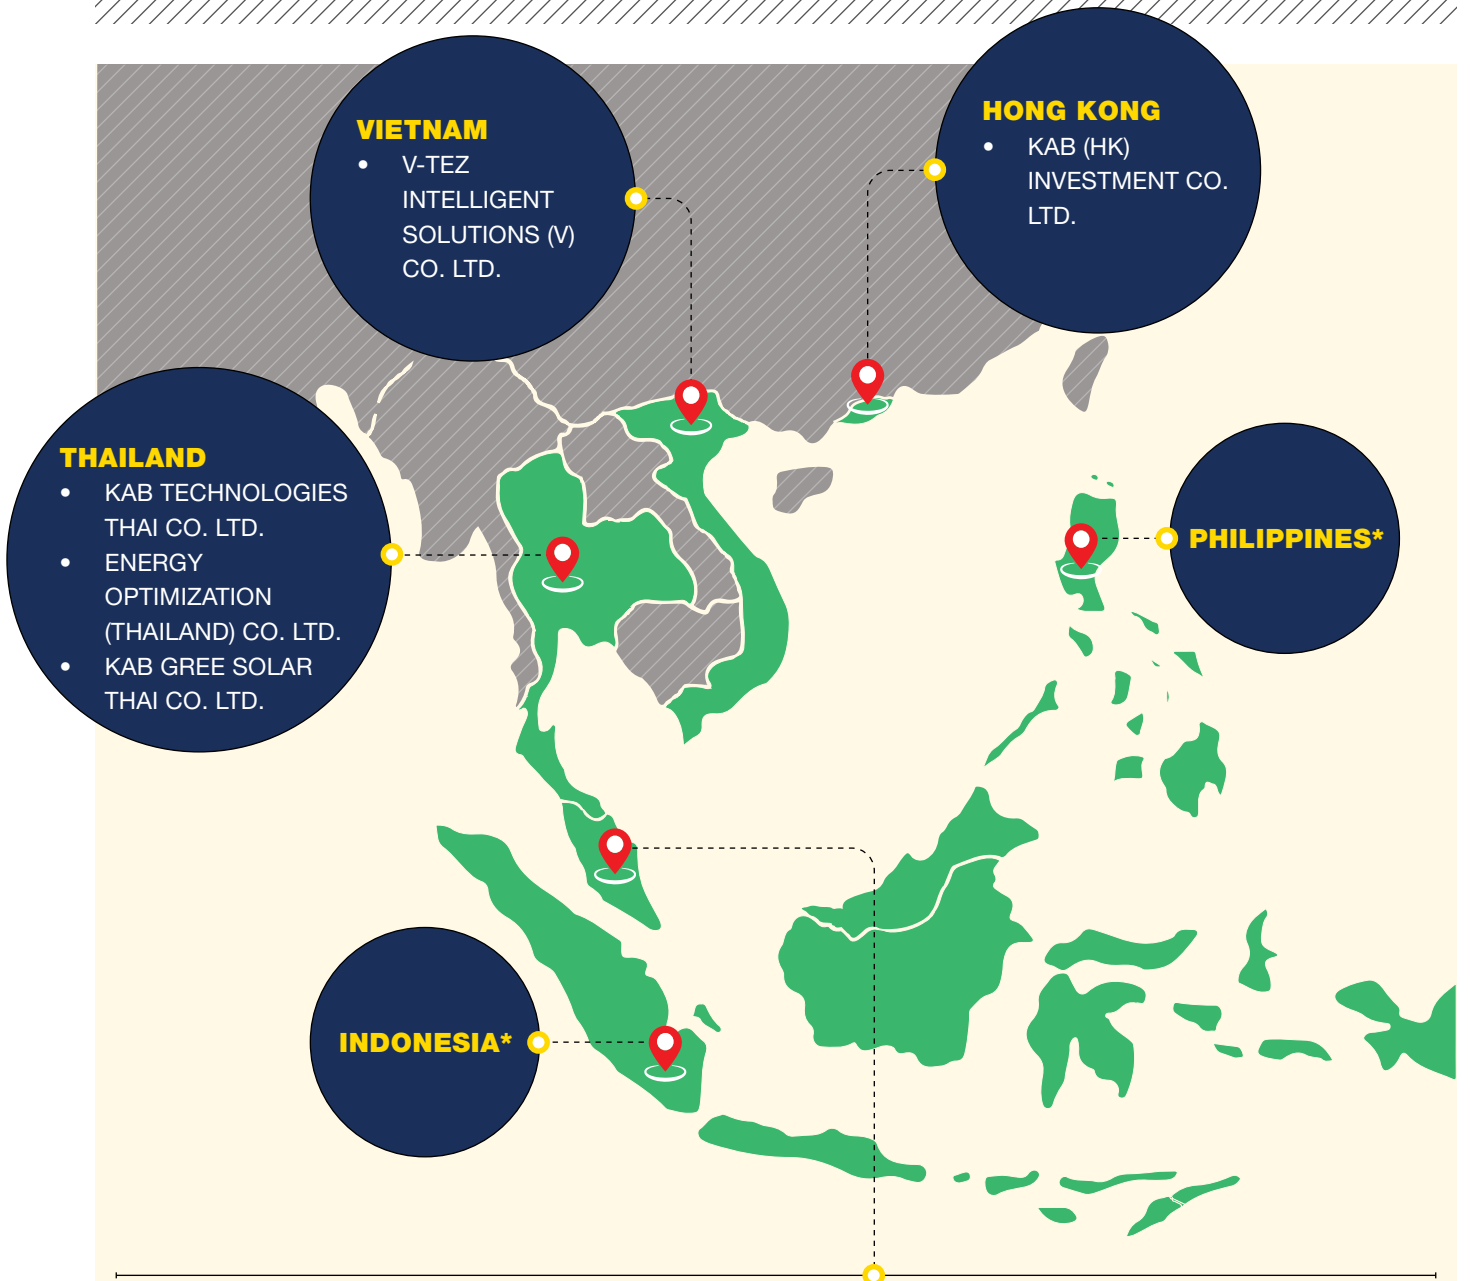 VIETNAM
• V-TEZ
INTELLIGENT
SOLUTIONS (V)
CO. LTD.
HONG KONG
• KAB (HK)
INVESTMENT CO.
LTD.
THAILAND
• KAB TECHNOLOGIES
THAI CO. LTD.
• ENERGY
OPTIMIZATION
(THAILAND) CO. LTD.
• KAB GREE SOLAR
THAI CO. LTD.
PHILIPPINES*
INDONESIA*